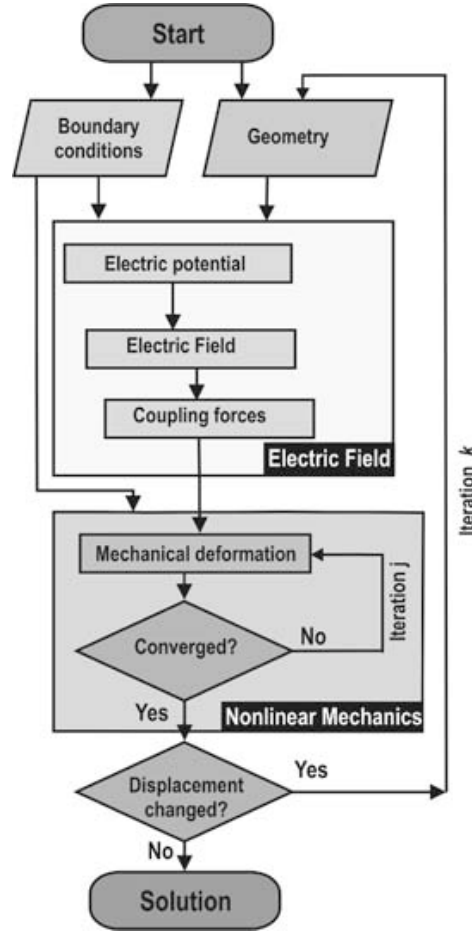 Start
Boundary
conditions
Geometry
Electric potential
Electric Field
Coupling forces
Electric Field
Iteration k
Mechanical deformation
Iteration j
Converged?
No
Yes
Nonlinear Mechanics
Displacement
changed?
Yes
No
Solution